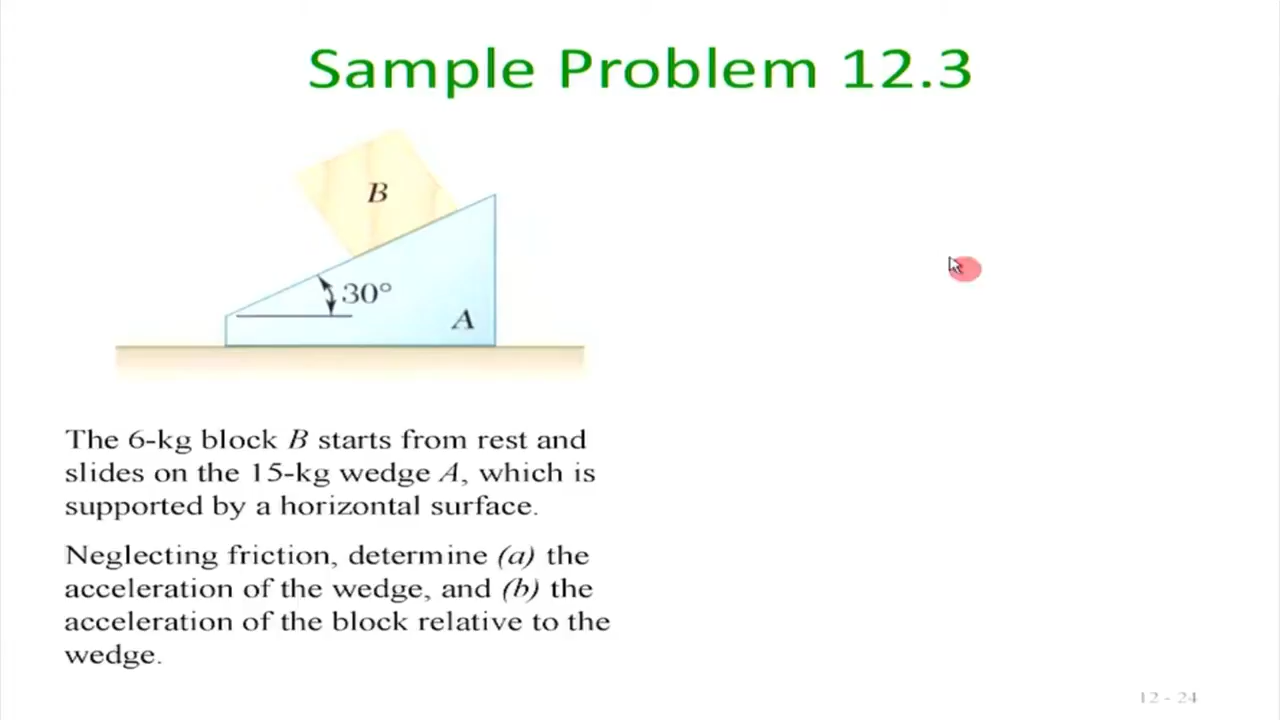 Sample Problem 12.3
B
30°
A
The 6-kg block B starts from rest and
slides on the 15-kg wedge A, which is
supported by a horizontal surface.
Neglecting friction, determine (a) the
acceleration of the wedge, and (b) the
acceleration of the block relative to the
wedge.
12 - 24